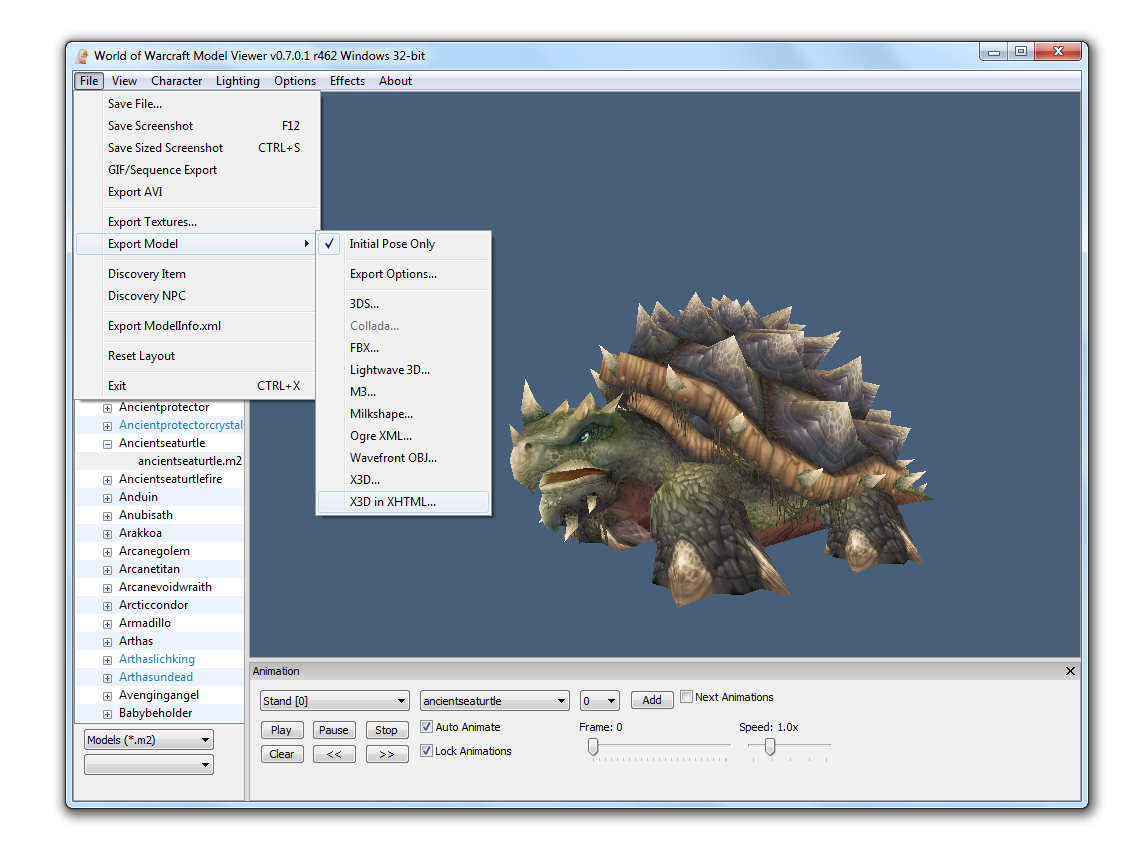 World of Warcraft Model Viewer v0.7.0.1 r462 Windows 32-bit
File View Character Lighting Options Effects About
Save File...
Save Screenshot F12
Save Sized Screenshot CTRL+S
GIF/Sequence Export
Export AVI
Export Textures...
Export Model
Discovery Item
Discovery NPC
Export ModelInfo.xml
Reset Layout
Exit CTRL+X
Initial Pose Only
Export Options...
3DS...
Collada...
FBX...
Lightwave 3D...
M3...
Milkshape...
Ogre XML...
Wavefront OBJ...
X3D...
X3D in XHTML...
Ancientprotector
Ancientprotectorcrystal
Ancientseaturtle
ancientseaturtle.m2
Ancientseaturtlefire
Anduin
Anubisath
Arakkoa
Arcanegolem
Arcanetitan
Arcanevoidwraith
Arcticcondor
Armadillo
Arthas
Arthaslichking
Arthasundead
Avengingangel
Babybeholder
Models (*.m2)
Animation
Stand [0] ancientseaturtle 0 Add Next Animations
Play Pause Stop Auto Animate Frame: 0 Speed: 1.0x
Clear << >> Lock Animations